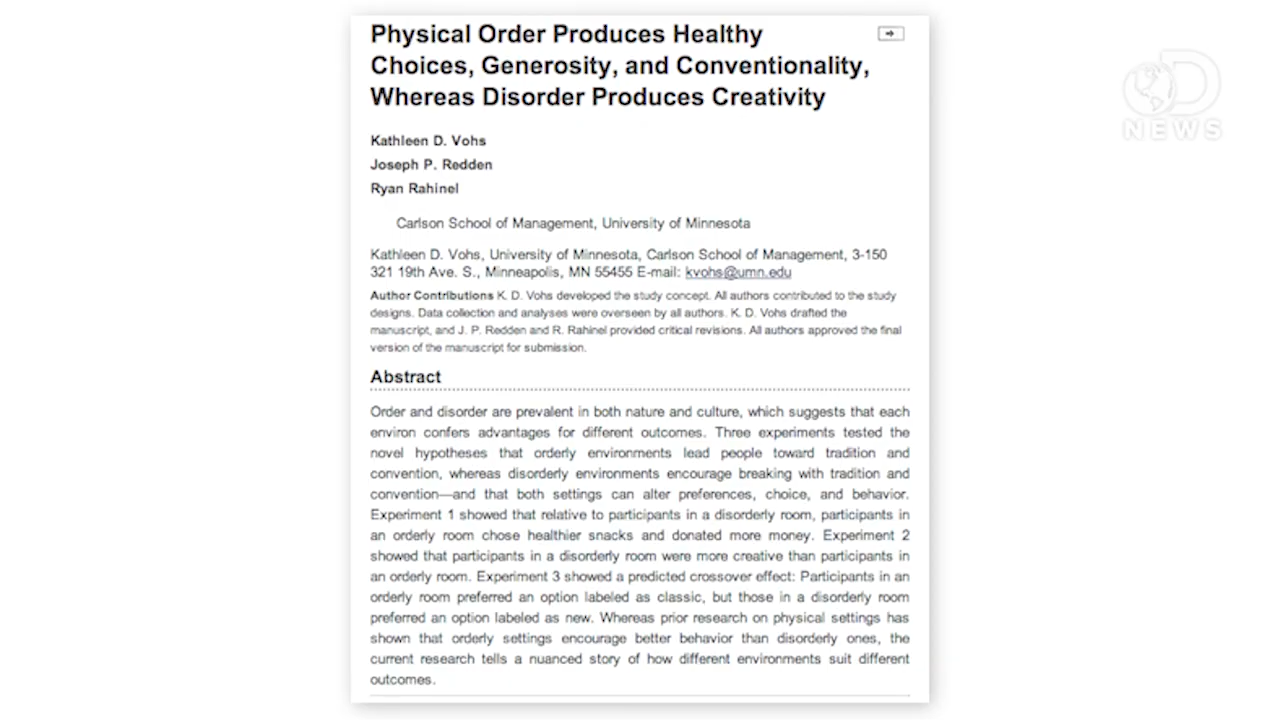 Physical Order Produces Healthy
Choices, Generosity, and Conventionality,
Whereas Disorder Produces Creativity
Kathleen D. Vohs
Joseph P. Redden
Ryan Rahinel
Carlson School of Management, University of Minnesota
Kathleen D. Vohs, University of Minnesota, Carlson School of Management, 3-150
321 19th Ave. S., Minneapolis, MN 55455 E-mail: kvohs@umn.edu
Author Contributions K. D. Vohs developed the study concept. All authors contributed to the study
designs. Data collection and analyses were overseen by all authors. K. D. Vohs drafted the
manuscript, and J. P. Redden and R. Rahinel provided critical revisions. All authors approved the final
version of the manuscript for submission.
Abstract
Order and disorder are prevalent in both nature and culture, which suggests that each
environ confers advantages for different outcomes. Three experiments tested the
novel hypotheses that orderly environments lead people toward tradition and
convention, whereas disorderly environments encourage breaking with tradition and
convention—and that both settings can alter preferences, choice, and behavior.
Experiment 1 showed that relative to participants in a disorderly room, participants in
an orderly room chose healthier snacks and donated more money. Experiment 2
showed that participants in a disorderly room were more creative than participants in
an orderly room. Experiment 3 showed a predicted crossover effect: Participants in an
orderly room preferred an option labeled as classic, but those in a disorderly room
preferred an option labeled as new. Whereas prior research on physical settings has
shown that orderly settings encourage better behavior than disorderly ones, the
current research tells a nuanced story of how different environments suit different
outcomes.
D
NEWS